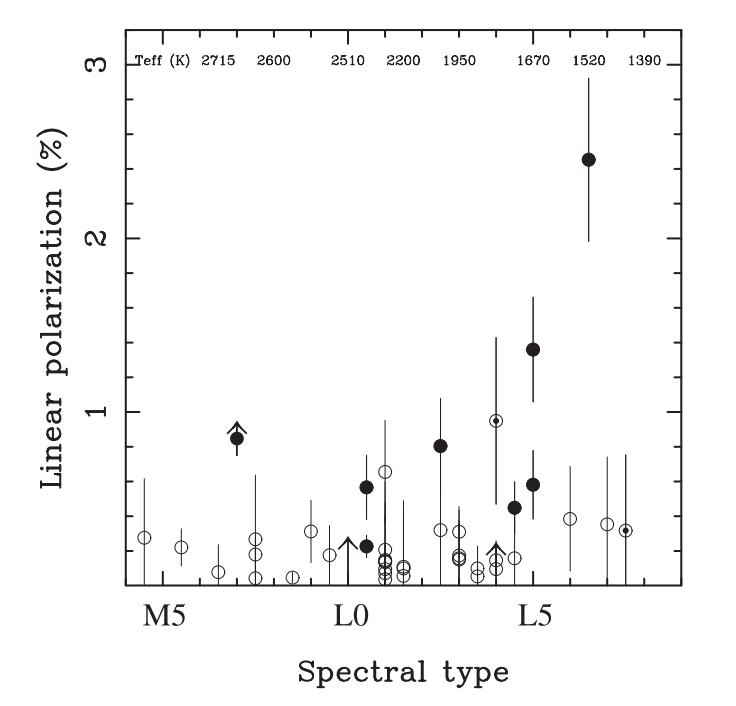 Teff (K) 2715 2600 2510 2200 1950 1670 1520 1390
3
2
1
Linear polarization (%)
M5 L0 L5
Spectral type